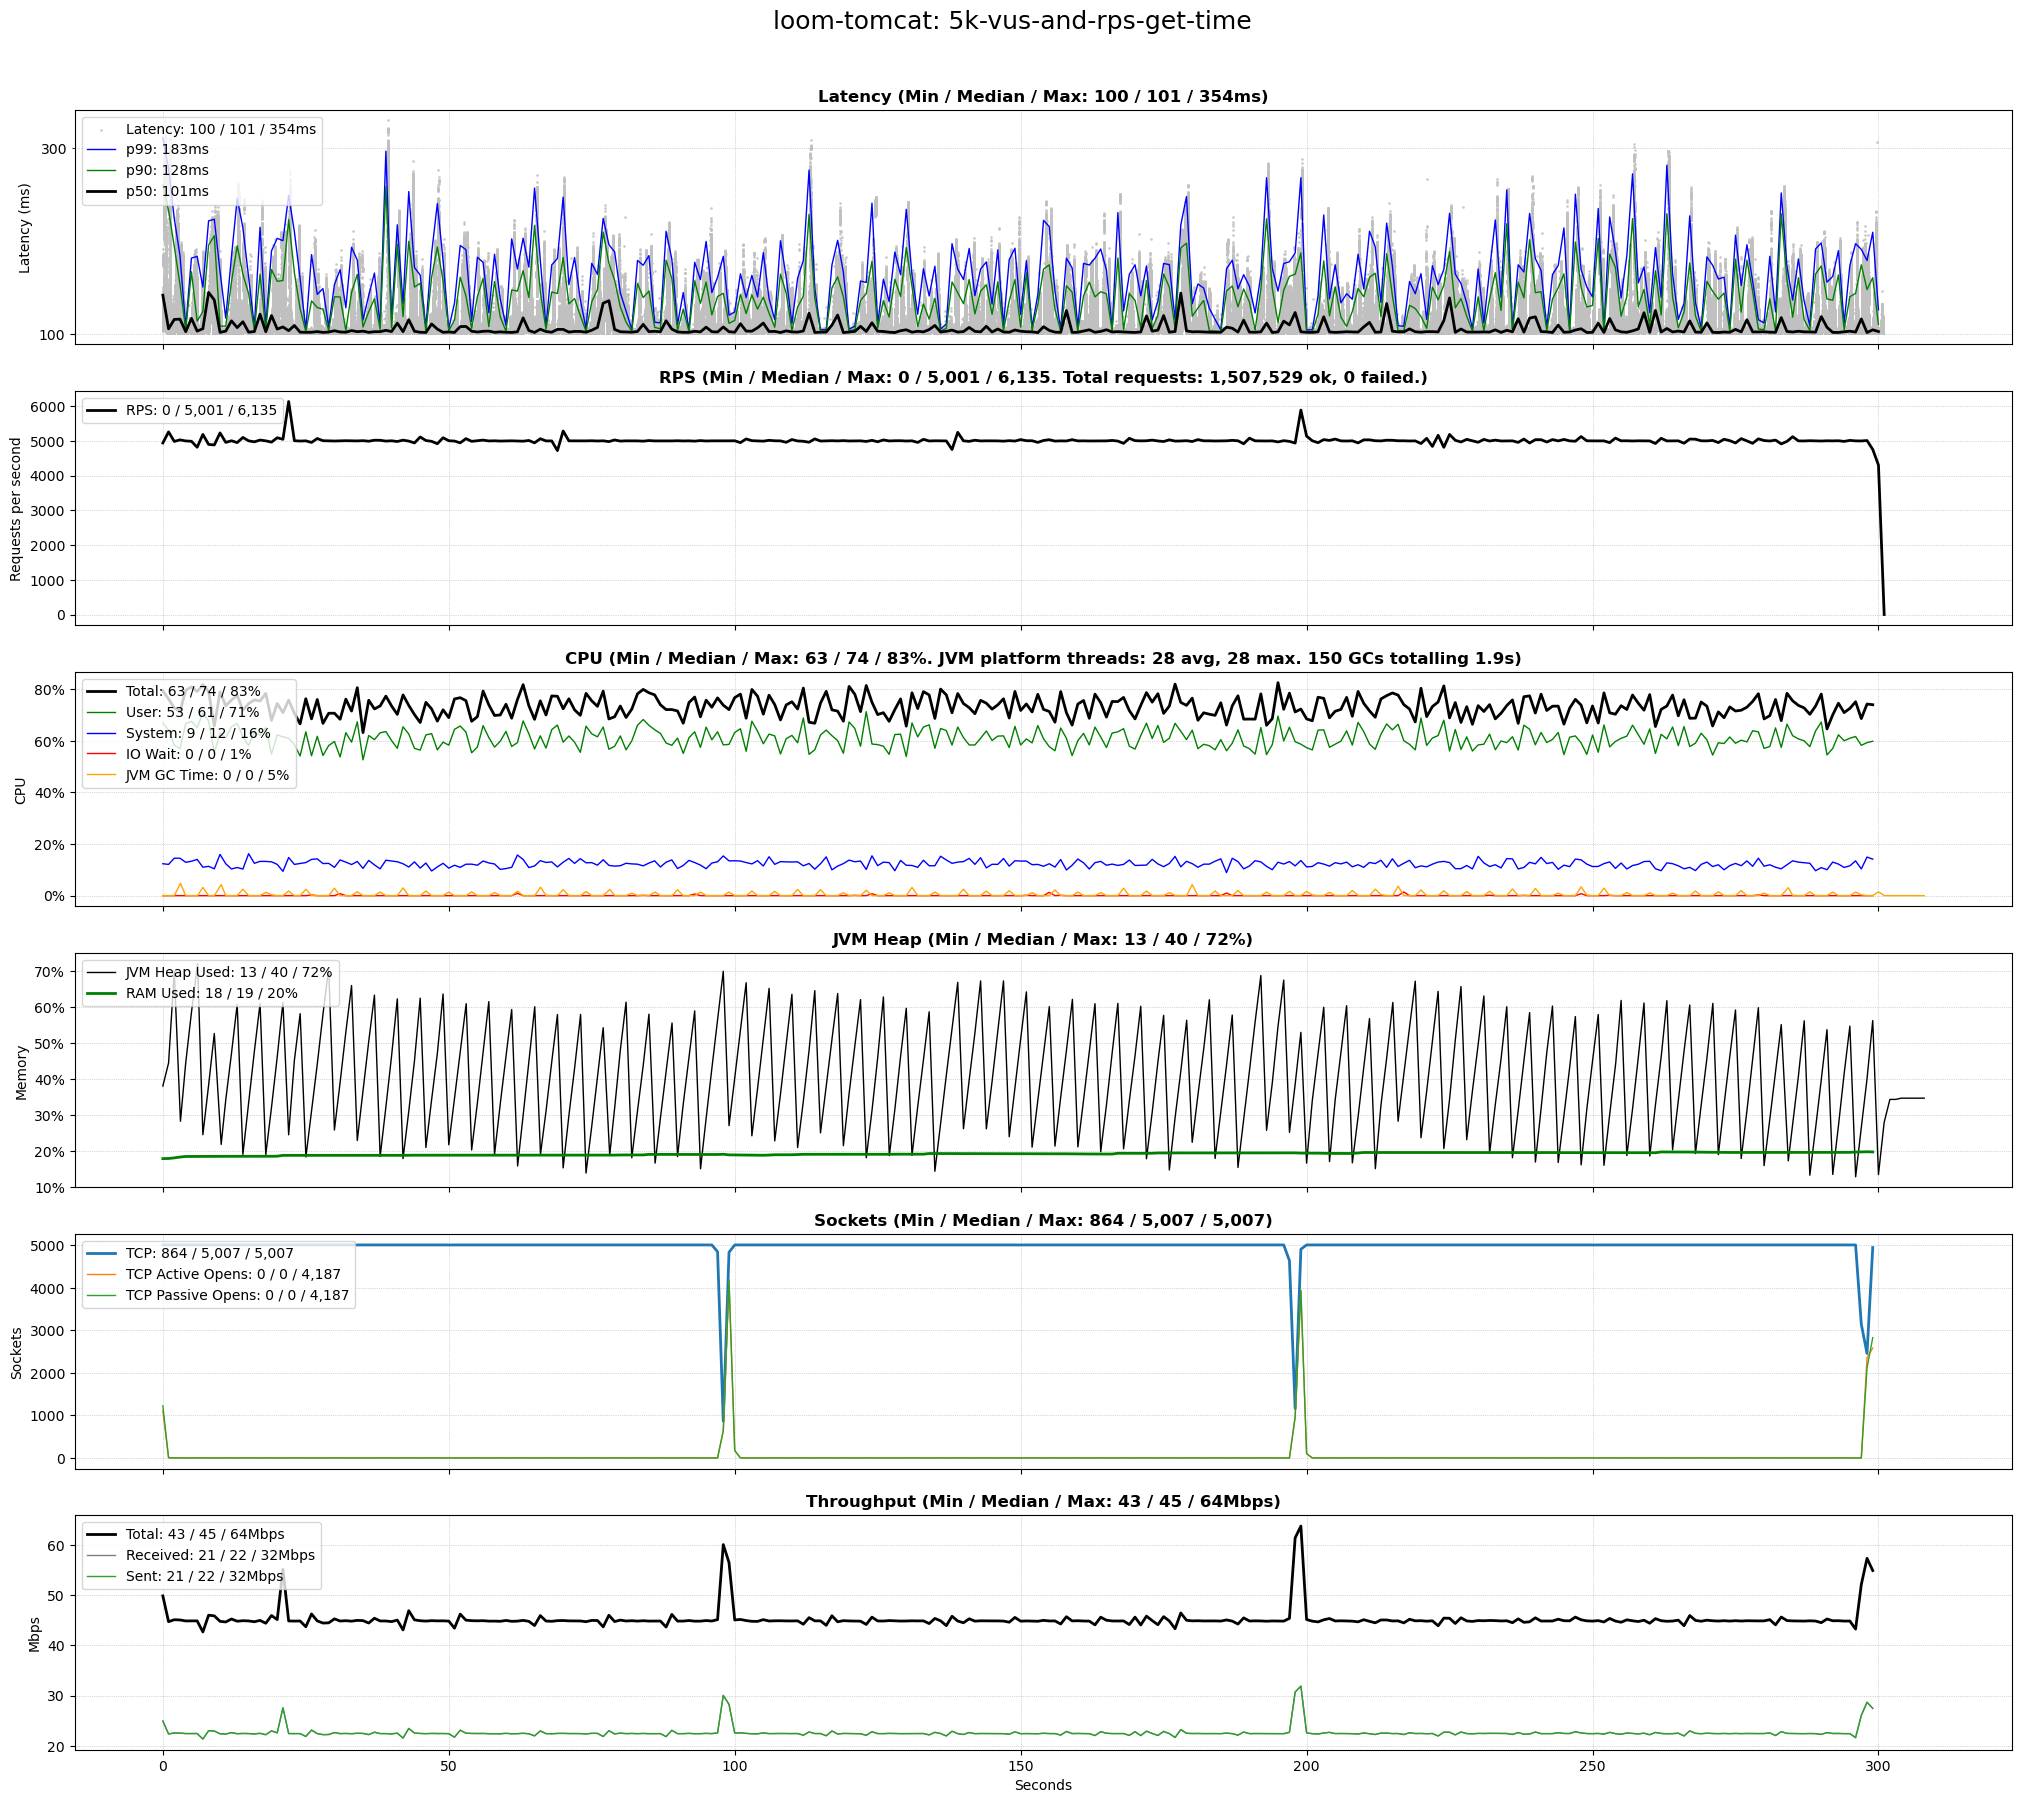 loom-tomcat: 5k-vus-and-rps-get-time
Latency (Min / Median / Max: 100 / 101 / 354ms)
Latency: 100 / 101 / 354ms
p99: 183ms
p90: 128ms
p50: 101ms
300
100
Latency (ms)
RPS (Min / Median / Max: 0 / 5,001 / 6,135. Total requests: 1,507,529 ok, 0 failed.)
RPS: 0 / 5,001 / 6,135
6000
5000
4000
3000
2000
1000
0
Requests per second
CPU (Min / Median / Max: 63 / 74 / 83%. JVM platform threads: 28 avg, 28 max. 150 GCs totalling 1.9s)
Total: 63 / 74 / 83%
User: 53 / 61 / 71%
System: 9 / 12 / 16%
IO Wait: 0 / 0 / 1%
JVM GC Time: 0 / 0 / 5%
80%
60%
40%
20%
0%
CPU
JVM Heap (Min / Median / Max: 13 / 40 / 72%)
JVM Heap Used: 13 / 40 / 72%
RAM Used: 18 / 19 / 20%
70%
60%
50%
40%
30%
20%
10%
Memory
Sockets (Min / Median / Max: 864 / 5,007 / 5,007)
TCP: 864 / 5,007 / 5,007
TCP Active Opens: 0 / 0 / 4,187
TCP Passive Opens: 0 / 0 / 4,187
5000
4000
3000
2000
1000
0
Sockets
Throughput (Min / Median / Max: 43 / 45 / 64Mbps)
Total: 43 / 45 / 64Mbps
Received: 21 / 22 / 32Mbps
Sent: 21 / 22 / 32Mbps
60
50
40
30
20
Mbps
0 50 100 150 200 250 300
Seconds